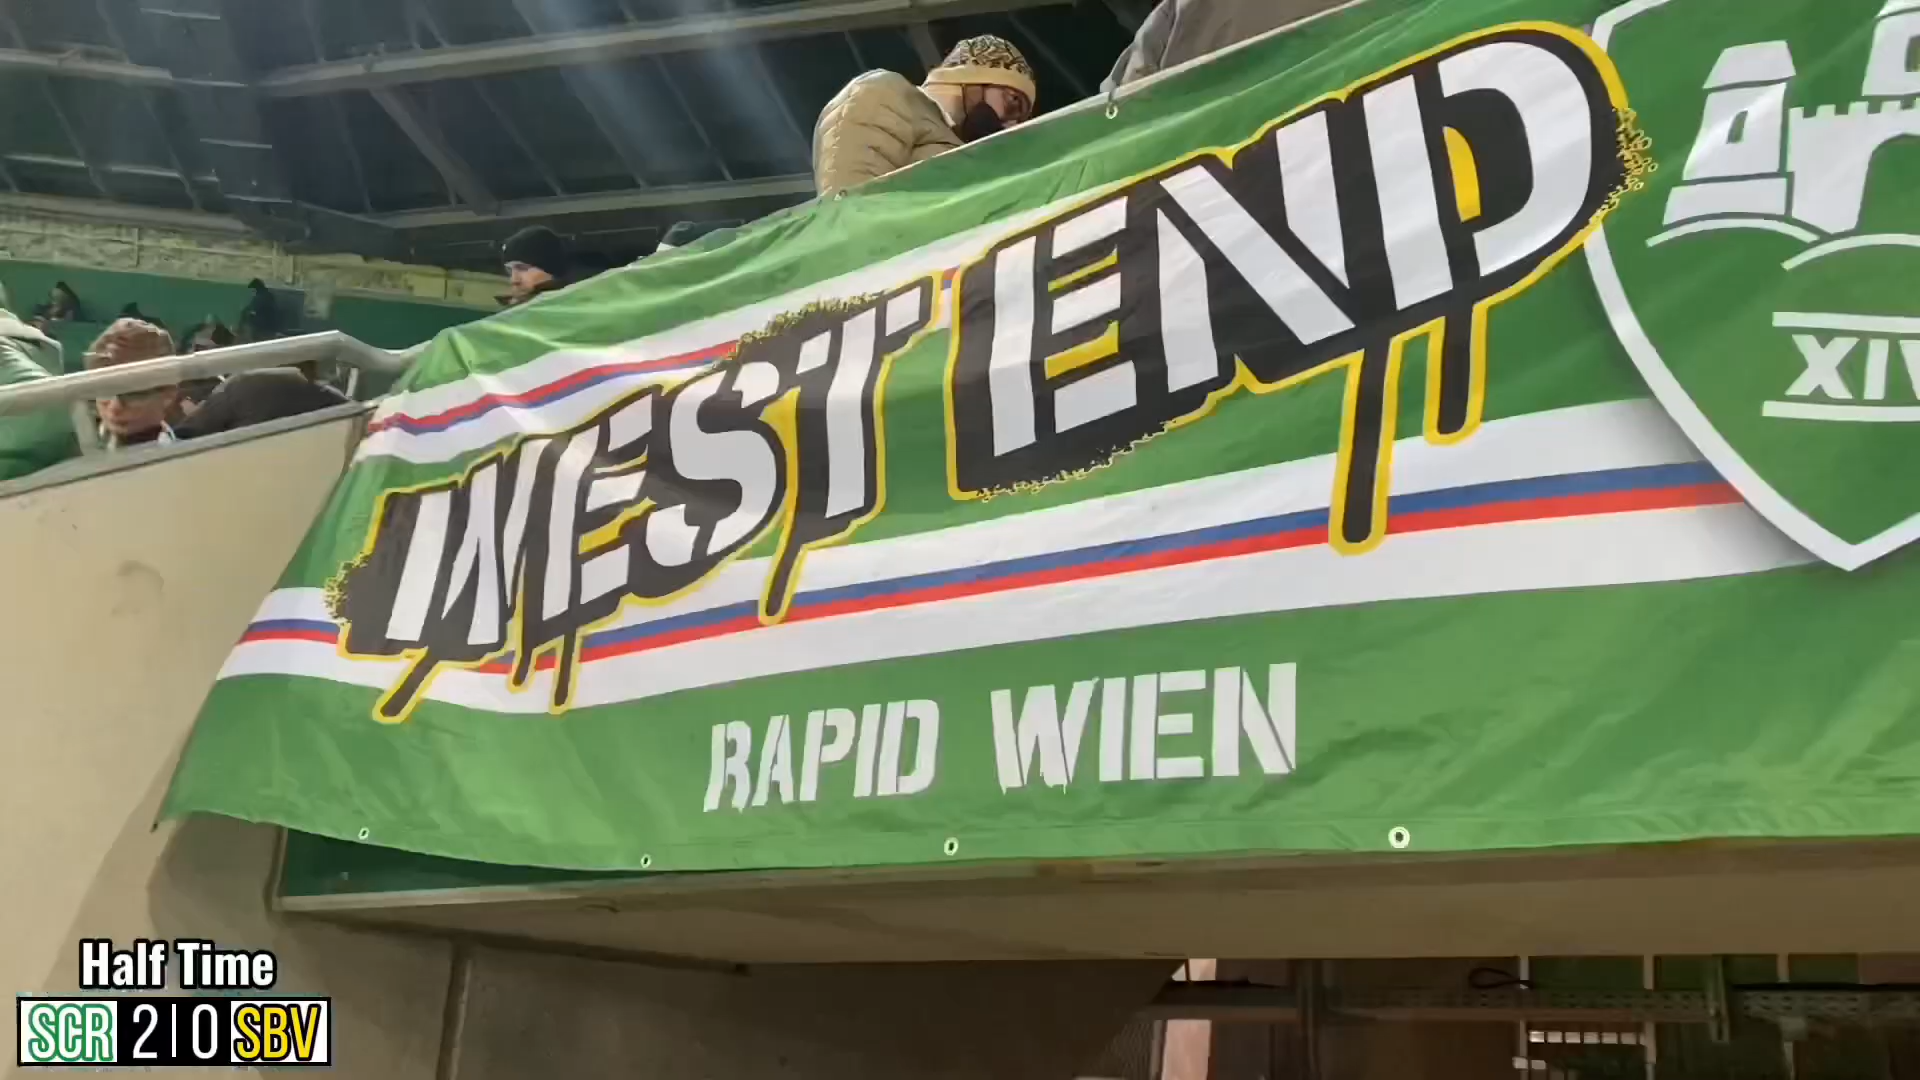 WEST END
XIV
RAPID WIEN
Half Time
SCR 2|0 SBV